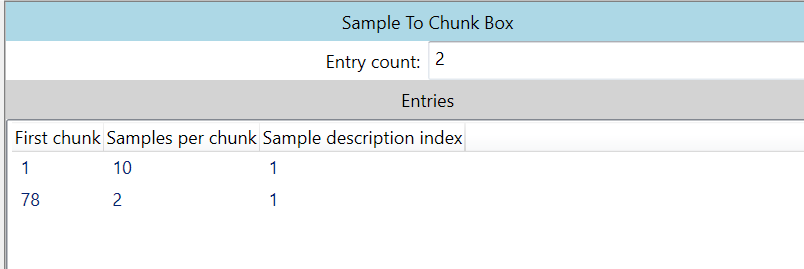 Sample To Chunk Box
Entry count: 2
Entries
First chunk Samples per chunk Sample description index
1 10 1
78 2 1